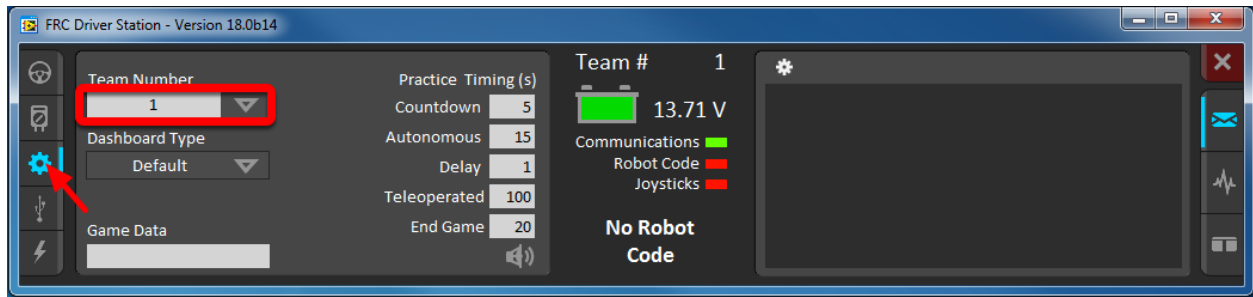 FRC Driver Station - Version 18.0b14
Team Number
1
Dashboard Type
Default
Game Data
Practice Timing (s)
Countdown 5
Autonomous 15
Delay 1
Teleoperated 100
End Game 20
Team # 1
13.71 V
Communications
Robot Code
Joysticks
No Robot
Code